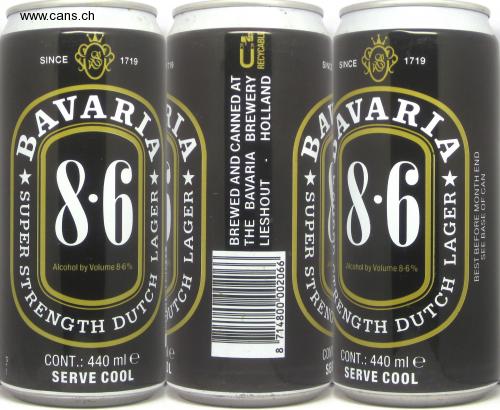 www.cans.ch
SINCE 1719
BAVARIA
8·6
Alcohol by Volume 8·6%
★ SUPER STRENGTH DUTCH LAGER ★
CONT.: 440 ml ℮
SERVE COOL
BREWED AND CANNED AT
THE BAVARIA BREWERY
LIESHOUT · HOLLAND
RECYCLABLE
8 714800 002066
SINCE 1719
BAVARIA
8·6
Alcohol by Volume 8·6%
STRENGTH DUTCH LAGER ★
CONT.: 440 ml ℮
SERVE COOL
BEST BEFORE MONTH END
SEE BASE OF CAN